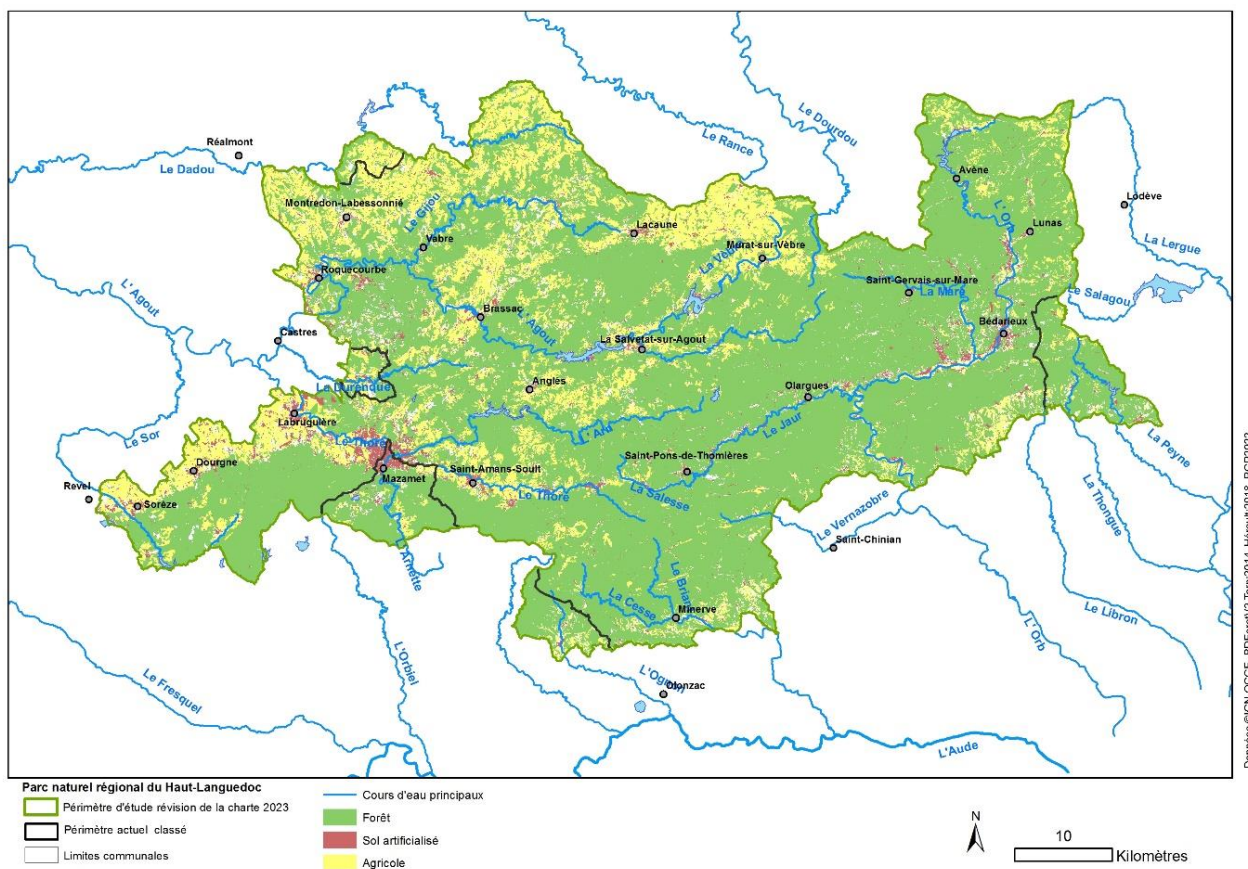 Le Dourdou
Le Rance
Réalmont
Le Dadou
Avène
Lodève
Montredon-Labessonnié
Le Gijou
L'Orb
Lunas
Lacaune
Vabre
Murat-sur-Vèbre
La Vèbre
La Lergue
Roquecourbe
Saint-Gervais-sur-Mare
La Mare
Le Salagou
L'Agout
Brassac
L'Agout
Bédarieux
Castres
La Salvetat-sur-Agout
La Durenque
Anglès
Olargues
Labruguière
Le Sor
Le Thoré
L'Arn
Le Jaur
La Peyne
Dourgne
Mazamet
Saint-Amans-Soult
Saint-Pons-de-Thomières
Revel
Sorèze
Le Thoré
La Salesse
La Thongue
Le Vernazobre
Saint-Chinian
L'Arnette
Le Brian
La Cesse
Minerve
Le Libron
L'Orb
L'Orbiel
L'Ognon
Olonzac
Le Fresquel
L'Aude
Parc naturel régional du Haut-Languedoc
Périmètre d'étude révision de la charte 2023
Périmètre actuel classé
Limites communales
Cours d'eau principaux
Forêt
Sol artificialisé
Agricole
N
10
Kilomètres